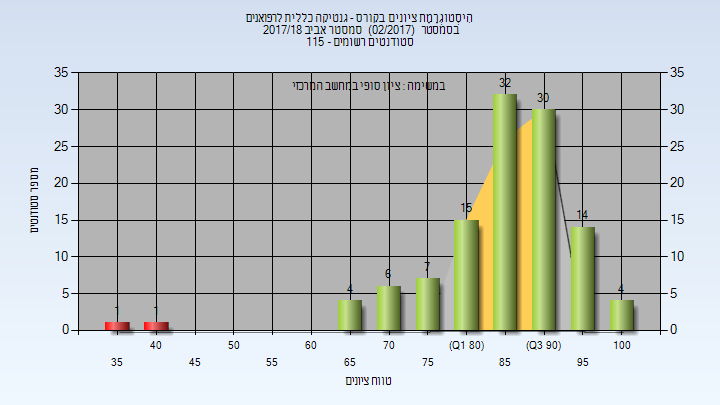 היסטוגרמת ציונים בקורס - גנטיקה כללית לרפואנים
בסמסטר (02/2017) סמסטר אביב 2017/18
סטודנטים רשומים - 115
במשימה : ציון סופי במחשב המרכזי
מספר סטודנטים
35 30 25 20 15 10 5 0
35 30 25 20 15 10 5 0
1 1 4 6 7 15 32 30 14 4
40 50 60 70 (Q1 80) (Q3 90) 100
35 45 55 65 75 85 95
טווח ציונים